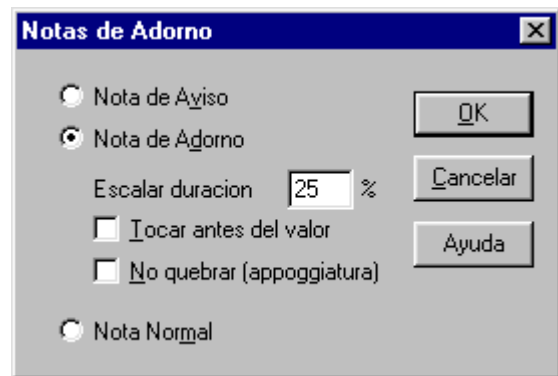 Notas de Adorno
Nota de Aviso
OK
Nota de Adorno
Escalar duracion 25 %
Cancelar
Tocar antes del valor
Ayuda
No quebrar (appoggiatura)
Nota Normal